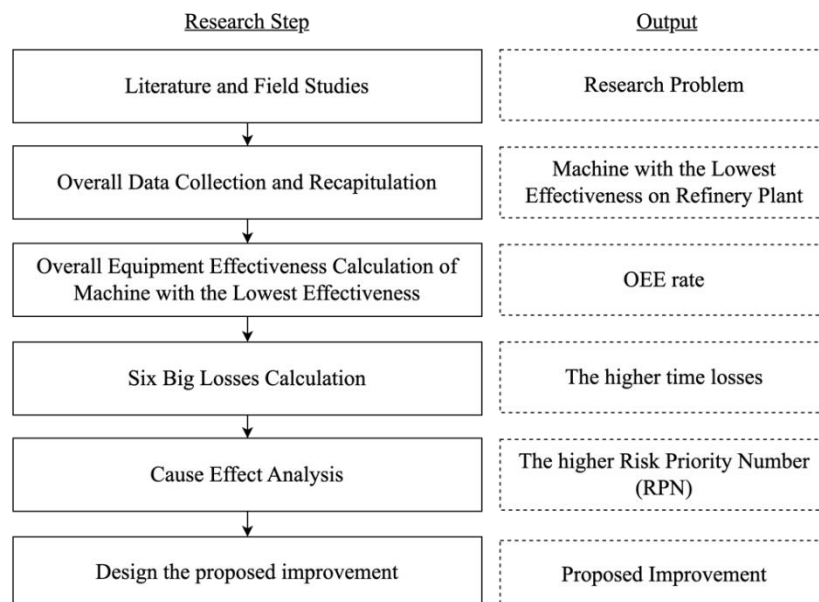 Research Step
Output
Literature and Field Studies
Research Problem
Overall Data Collection and Recapitulation
Machine with the Lowest
Effectiveness on Refinery Plant
Overall Equipment Effectiveness Calculation of
Machine with the Lowest Effectiveness
OEE rate
Six Big Losses Calculation
The higher time losses
Cause Effect Analysis
The higher Risk Priority Number
(RPN)
Design the proposed improvement
Proposed Improvement